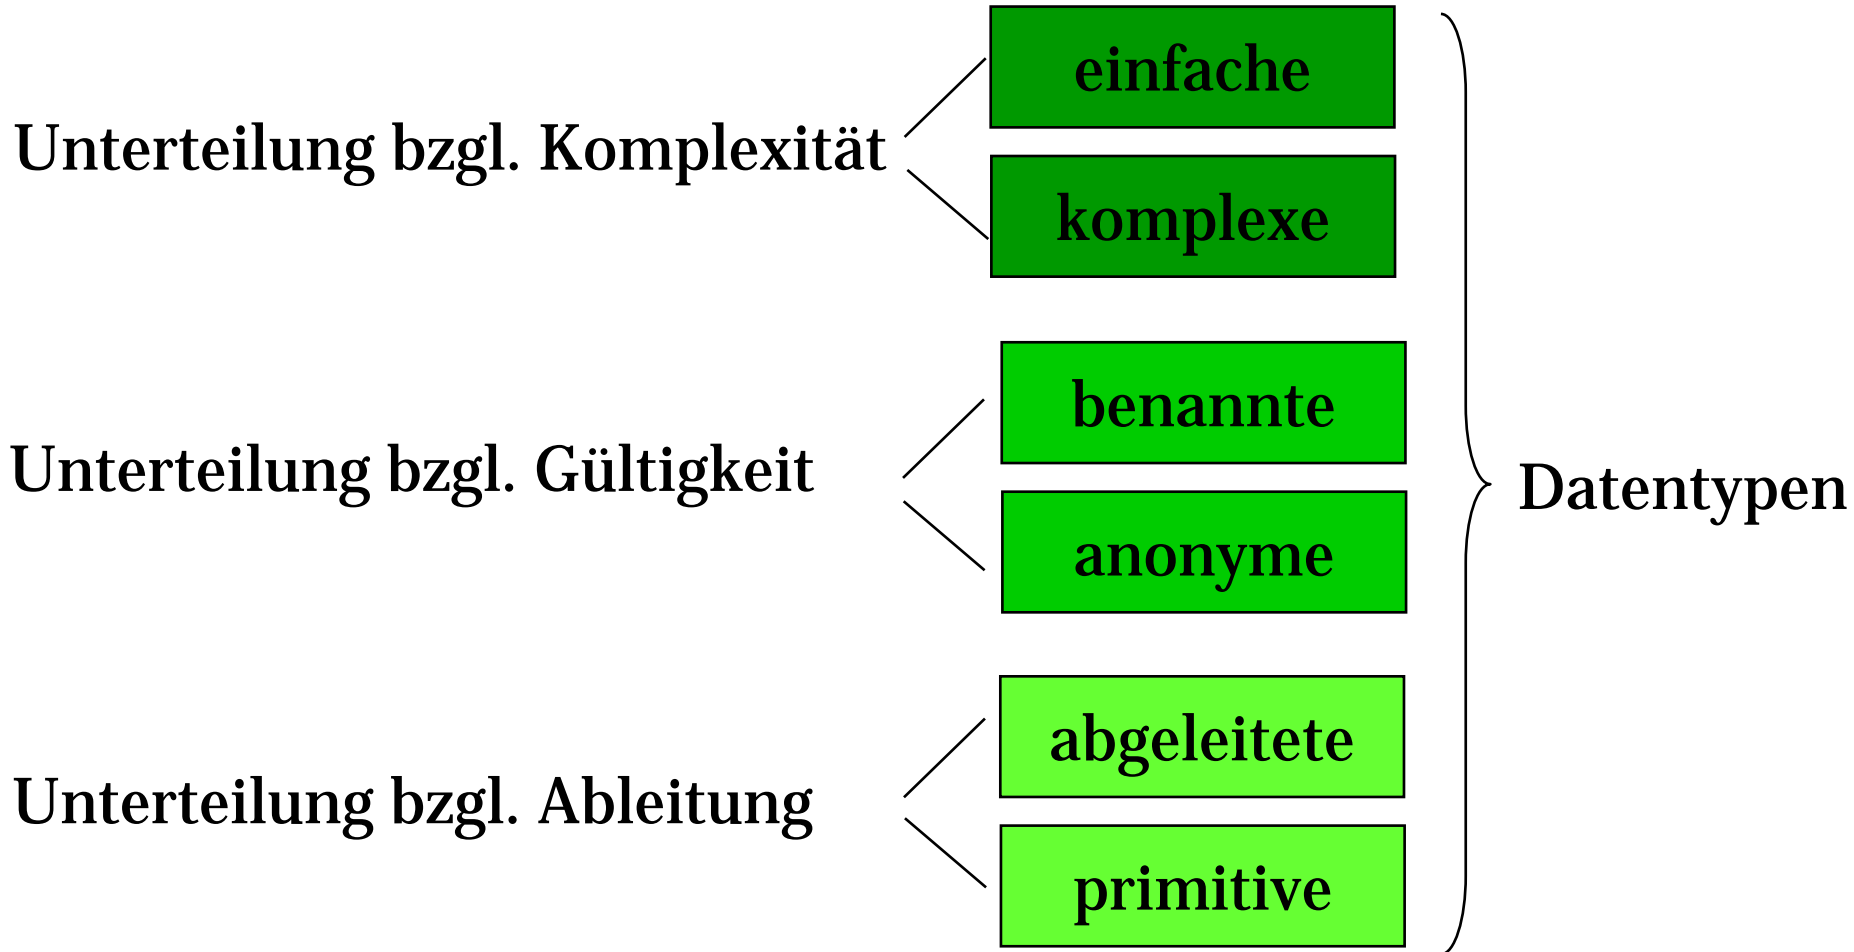 einfache
Unterteilung bzgl. Komplexität
komplexe
benannte
Unterteilung bzgl. Gültigkeit
Datentypen
anonyme
abgeleitete
Unterteilung bzgl. Ableitung
primitive